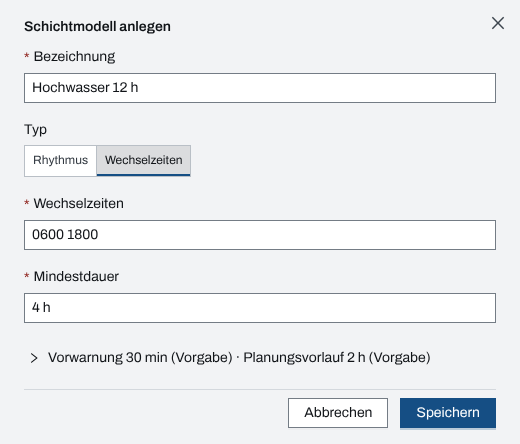 Schichtmodell anlegen
* Bezeichnung
Hochwasser 12 h
Typ
Rhythmus Wechselzeiten
* Wechselzeiten
0600 1800
* Mindestdauer
4 h
Vorwarnung 30 min (Vorgabe) · Planungsvorlauf 2 h (Vorgabe)
Abbrechen Speichern